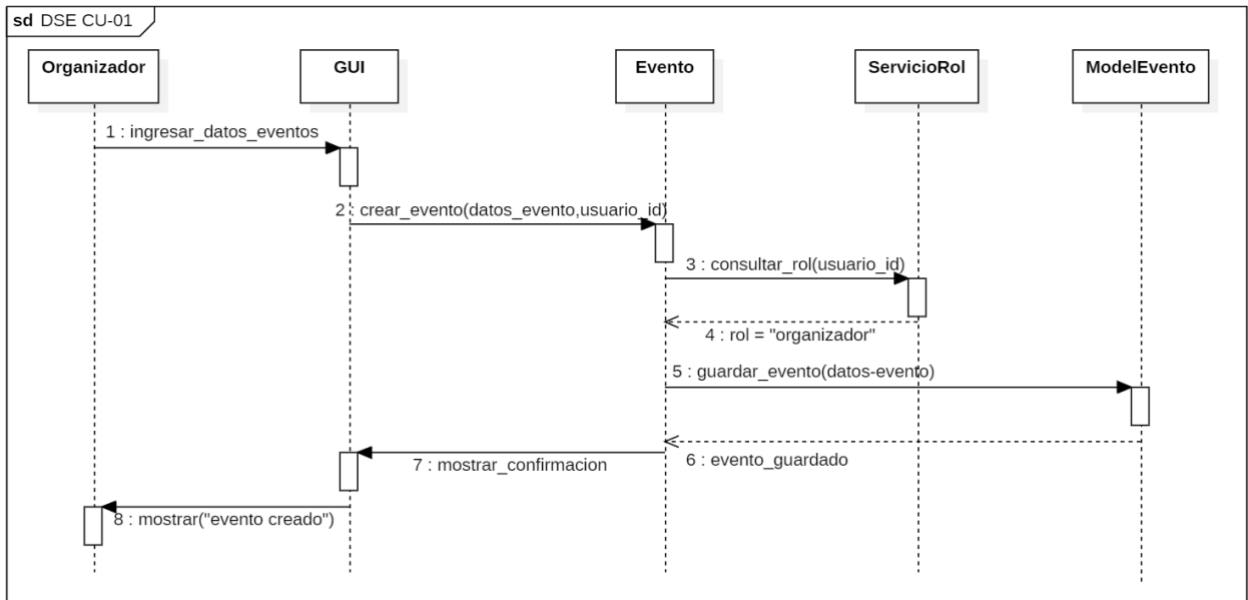 sd DSE CU-01
Organizador
GUI
Evento
ServicioRol
ModelEvento
1 : ingresar_datos_eventos
2 : crear_evento(datos_evento,usuario_id)
3 : consultar_rol(usuario_id)
4 : rol = "organizador"
5 : guardar_evento(datos-evento)
6 : evento_guardado
7 : mostrar_confirmacion
8 : mostrar("evento creado")